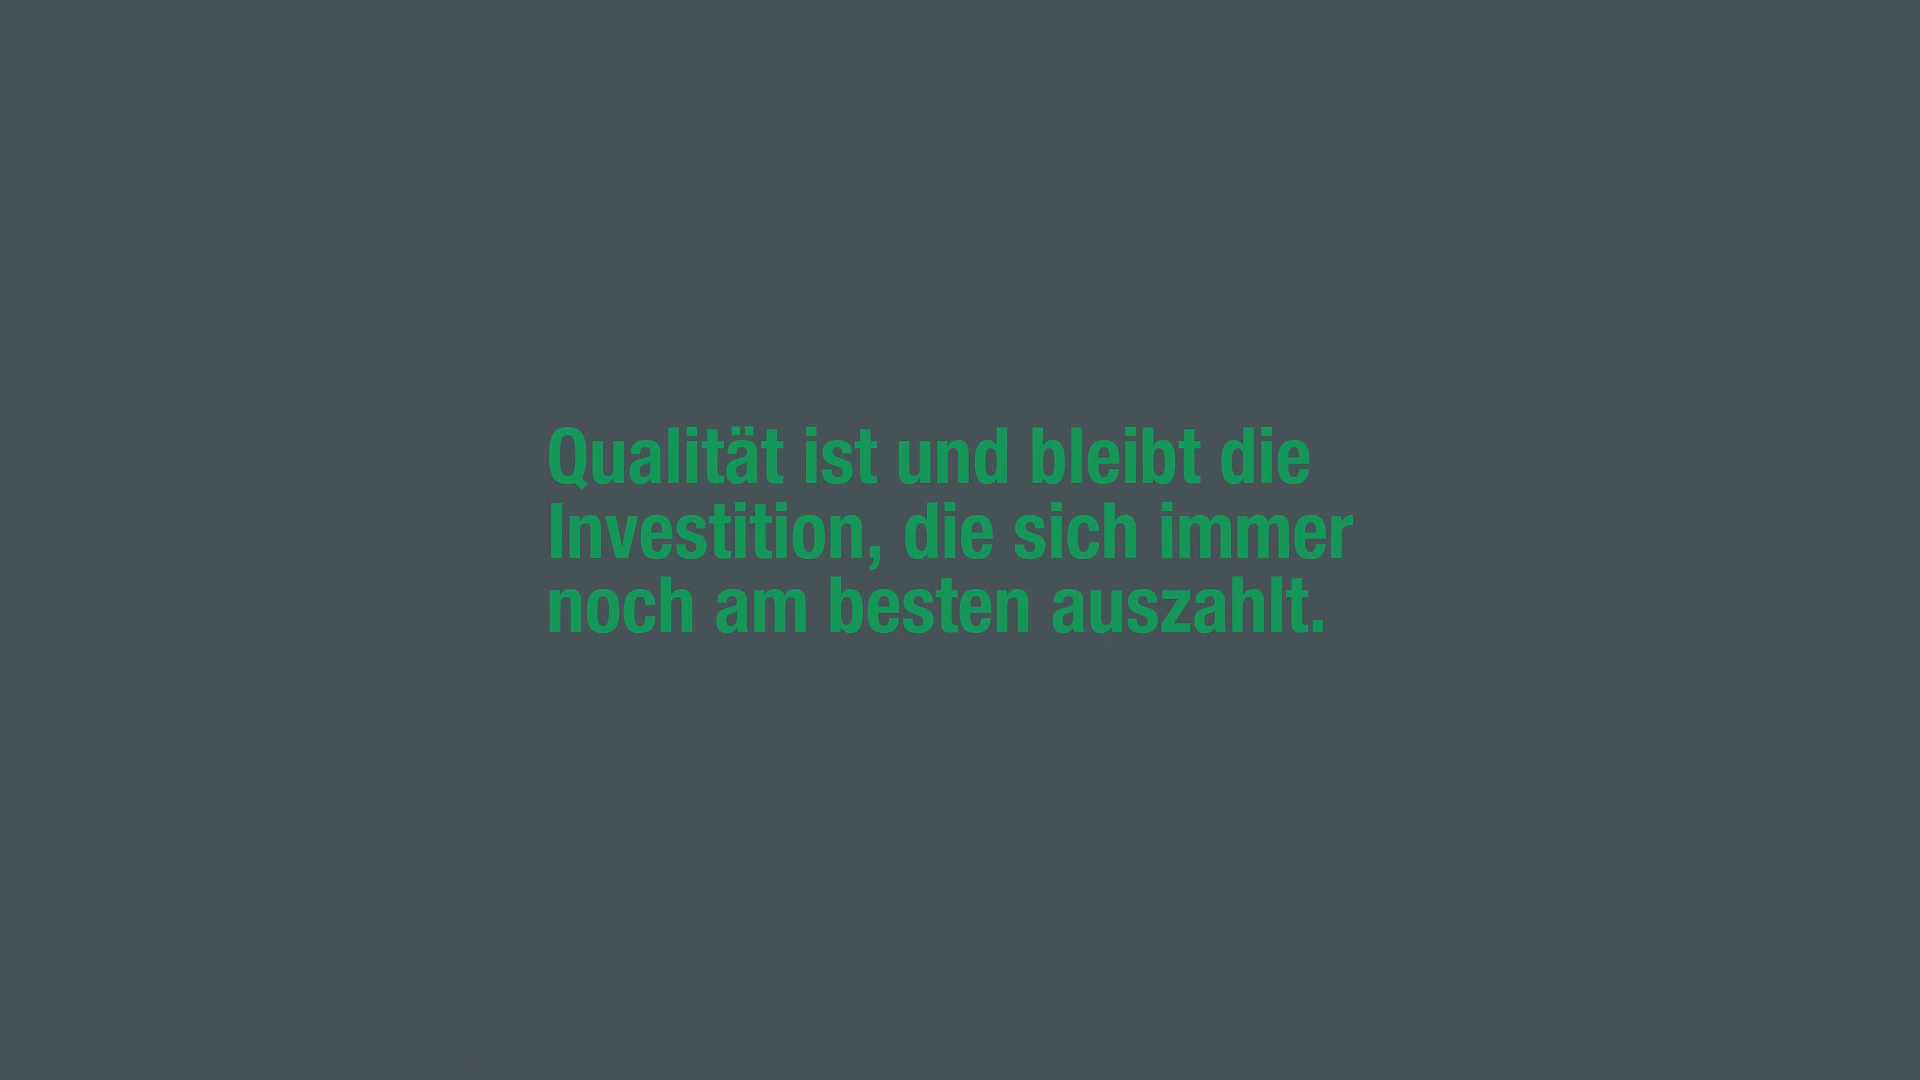 Qualität ist und bleibt die
Investition, die sich immer
noch am besten auszahlt.